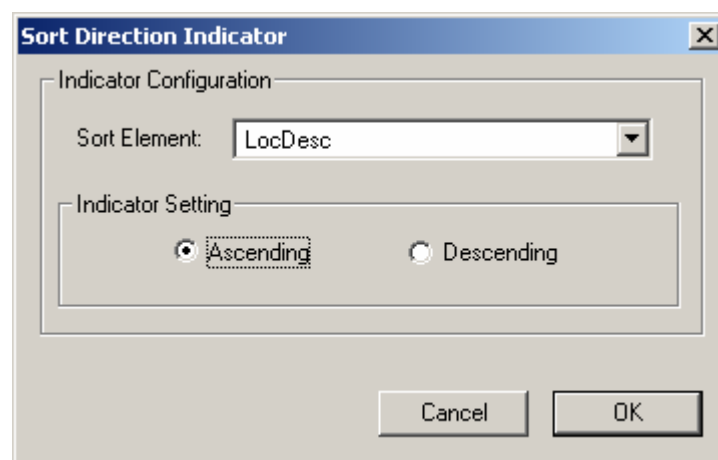 Sort Direction Indicator
Indicator Configuration
Sort Element: LocDesc
Indicator Setting
Ascending Descending
Cancel OK